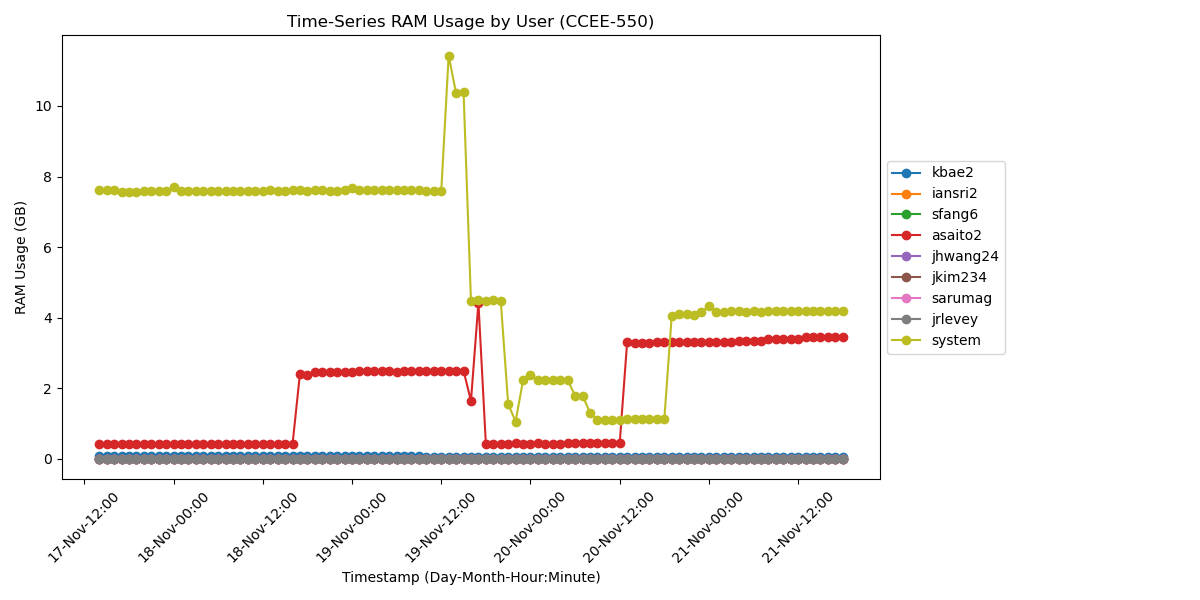 Time-Series RAM Usage by User (CCEE-550)
RAM Usage (GB)
10
8
6
4
2
0
17-Nov-12:00
18-Nov-00:00
18-Nov-12:00
19-Nov-00:00
19-Nov-12:00
20-Nov-00:00
20-Nov-12:00
21-Nov-00:00
21-Nov-12:00
Timestamp (Day-Month-Hour:Minute)
kbae2
iansri2
sfang6
asaito2
jhwang24
jkim234
sarumag
jrlevey
system